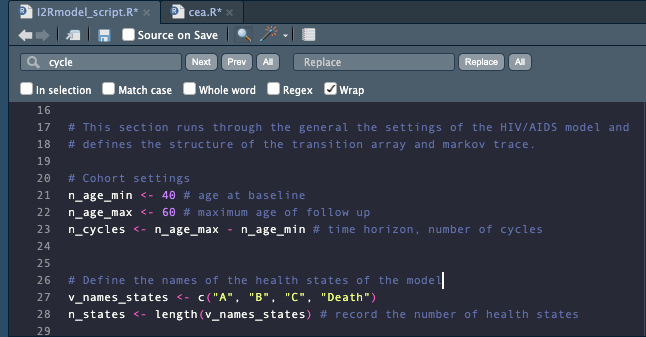 I2Rmodel_script.R* × cea.R* ×
Source on Save
cycle Next Prev All Replace Replace All
In selection Match case Whole word Regex Wrap
16
17 # This section runs through the general the settings of the HIV/AIDS model and
18 # defines the structure of the transition array and markov trace.
19
20 # Cohort settings
21 n_age_min <- 40 # age at baseline
22 n_age_max <- 60 # maximum age of follow up
23 n_cycles <- n_age_max - n_age_min # time horizon, number of cycles
24
25
26 # Define the names of the health states of the model
27 v_names_states <- c("A", "B", "C", "Death")
28 n_states <- length(v_names_states) # record the number of health states
29